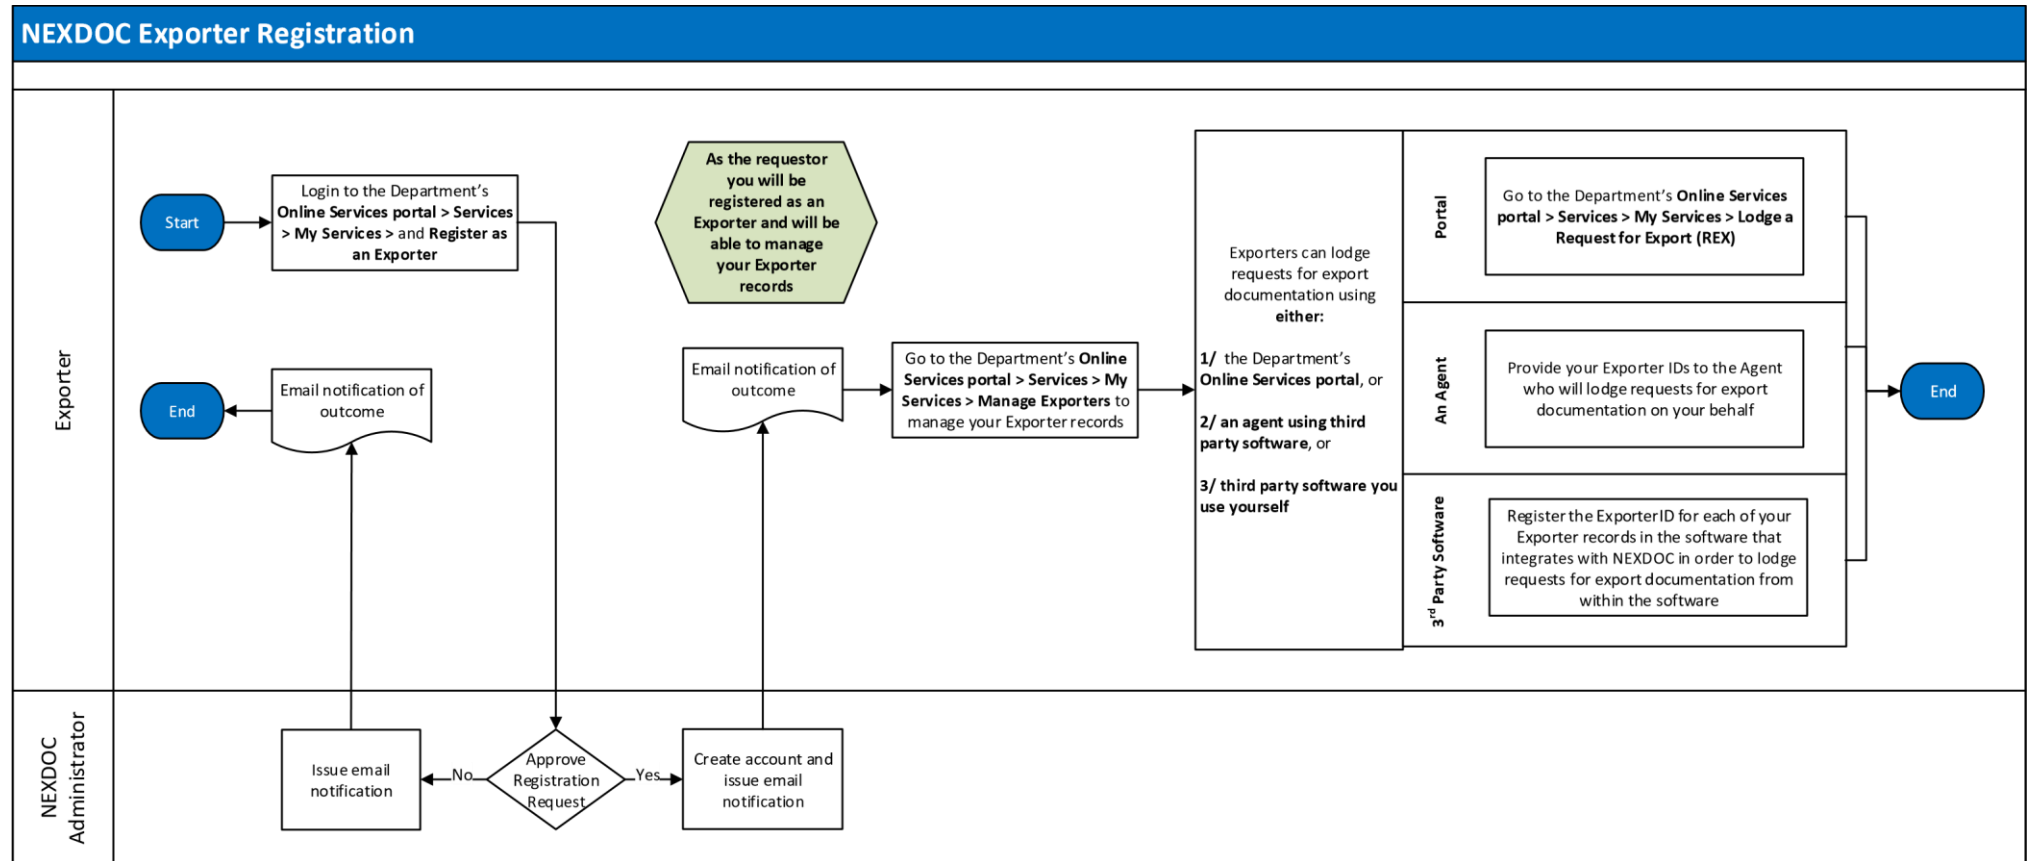 NEXDOC Exporter Registration
Exporter
Start
Login to the Department's
Online Services portal > Services
> My Services > and Register as
an Exporter
As the requestor
you will be
registered as an
Exporter and will be
able to manage
your Exporter
records
End
Email notification of
outcome
Email notification of
outcome
Go to the Department's Online
Services portal > Services > My
Services > Manage Exporters to
manage your Exporter records
Exporters can lodge
requests for export
documentation using
either:
1/ the Department's
Online Services portal, or
2/ an agent using third
party software, or
3/ third party software you
use yourself
Portal
Go to the Department's Online Services
portal > Services > My Services > Lodge a
Request for Export (REX)
An Agent
Provide your Exporter IDs to the Agent
who will lodge requests for export
documentation on your behalf
3rd Party Software
Register the ExporterID for each of your
Exporter records in the software that
integrates with NEXDOC in order to lodge
requests for export documentation from
within the software
End
NEXDOC
Administrator
Issue email
notification
No
Approve
Registration
Request
Yes
Create account and
issue email
notification